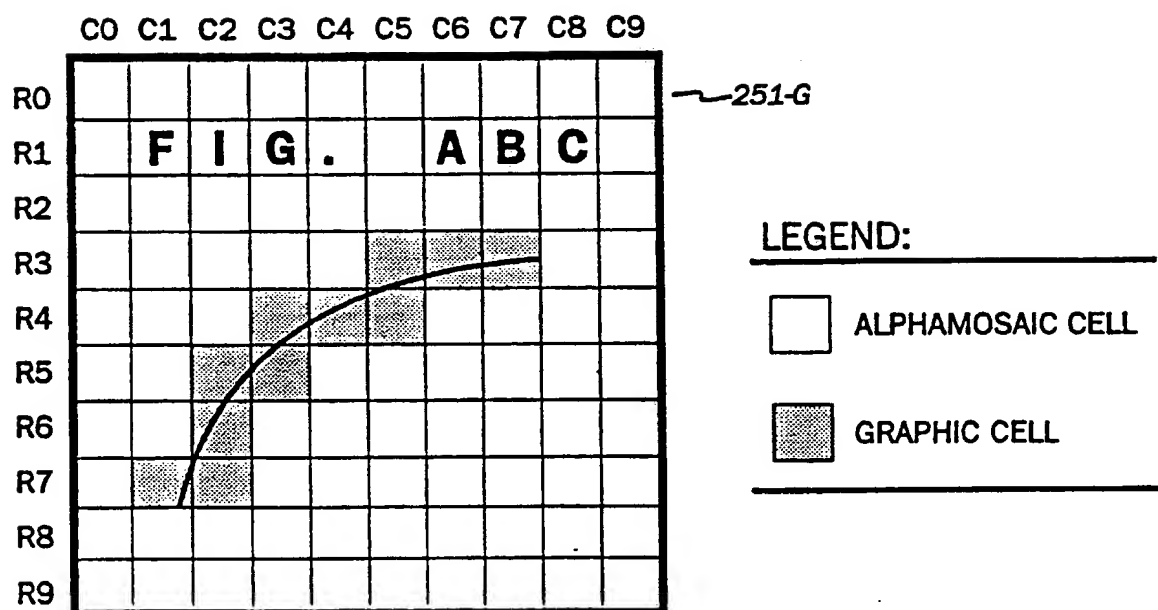 C0 C1 C2 C3 C4 C5 C6 C7 C8 C9
R0
251-G
R1 F I G . A B C
R2
R3
LEGEND:
R4
ALPHAMOSAIC CELL
R5
R6
GRAPHIC CELL
R7
R8
R9